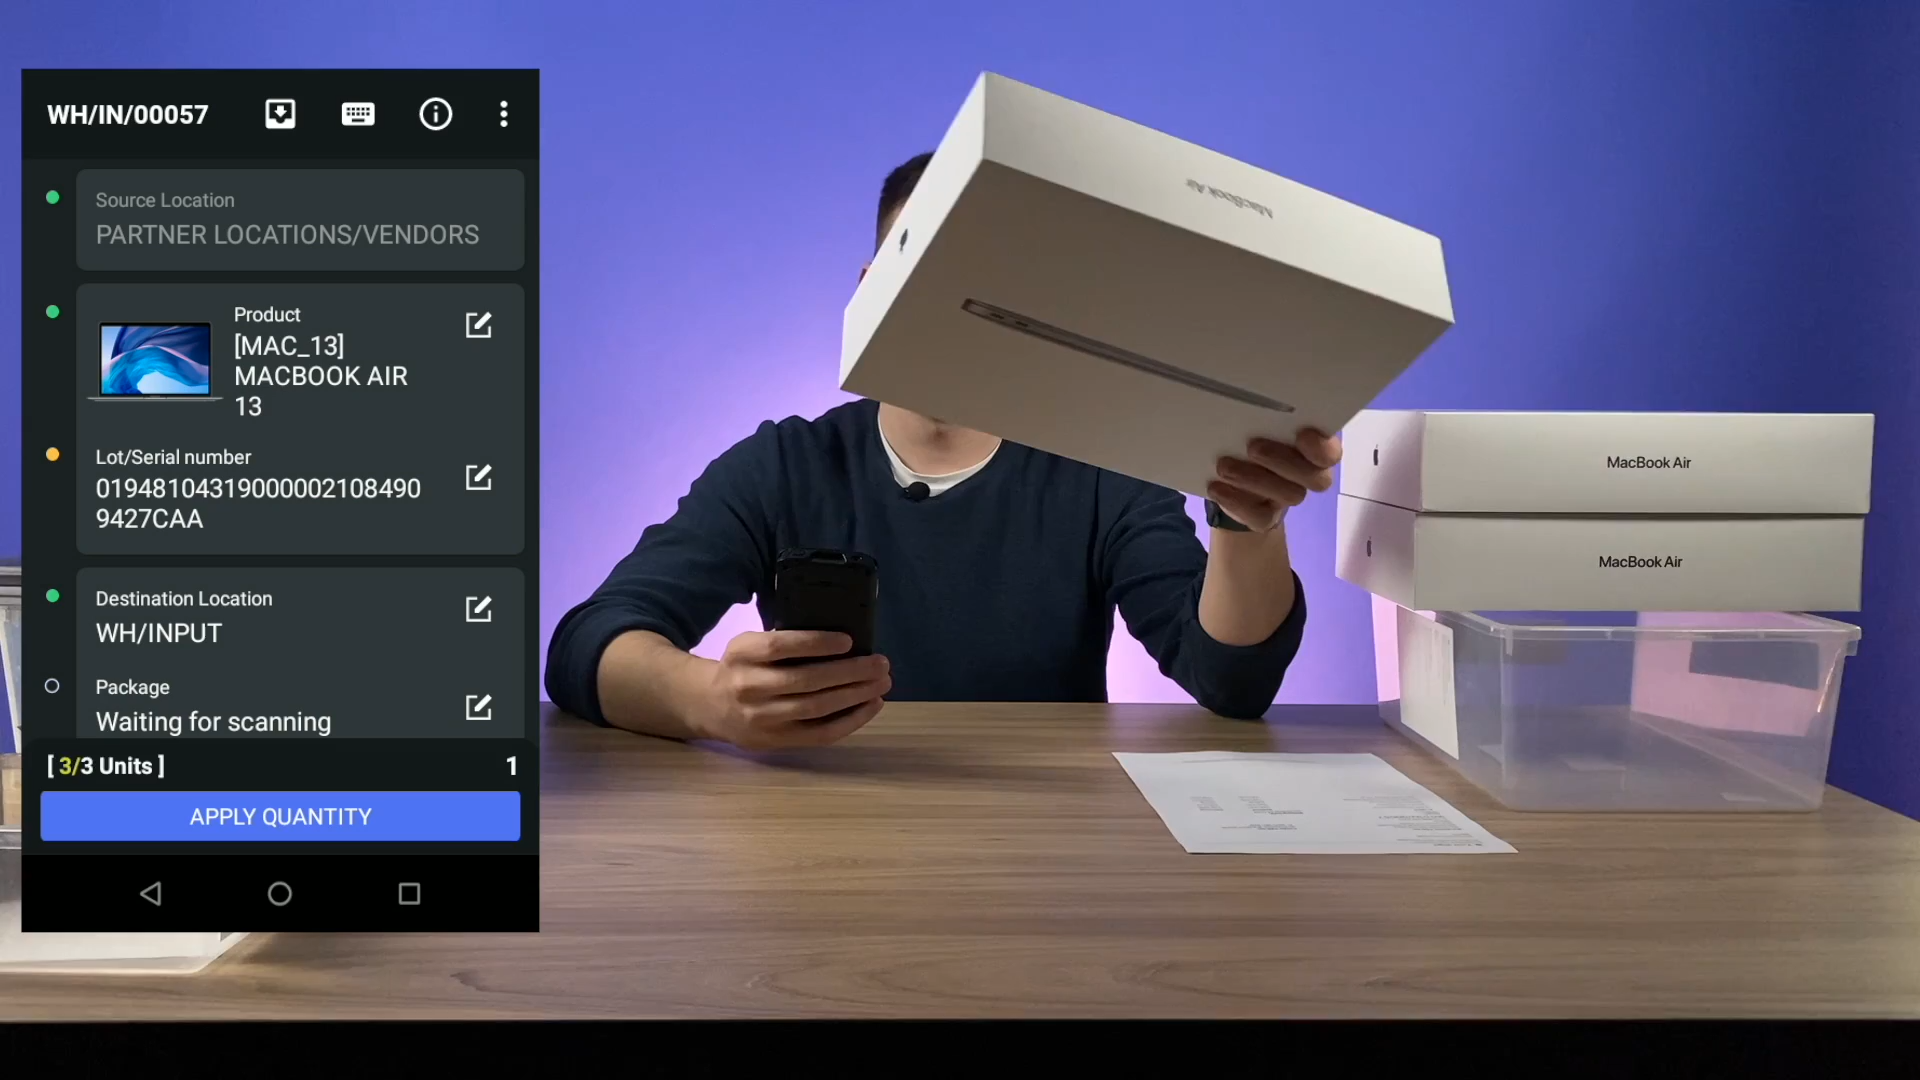 WH/IN/00057
Source Location
PARTNER LOCATIONS/VENDORS
Product
[MAC_13]
MACBOOK AIR
13
Lot/Serial number
01948104319000002108490
9427CAA
Destination Location
WH/INPUT
Package
Waiting for scanning
[ 3/3 Units ]
1
APPLY QUANTITY
MacBook Air
MacBook Air
MacBook Air